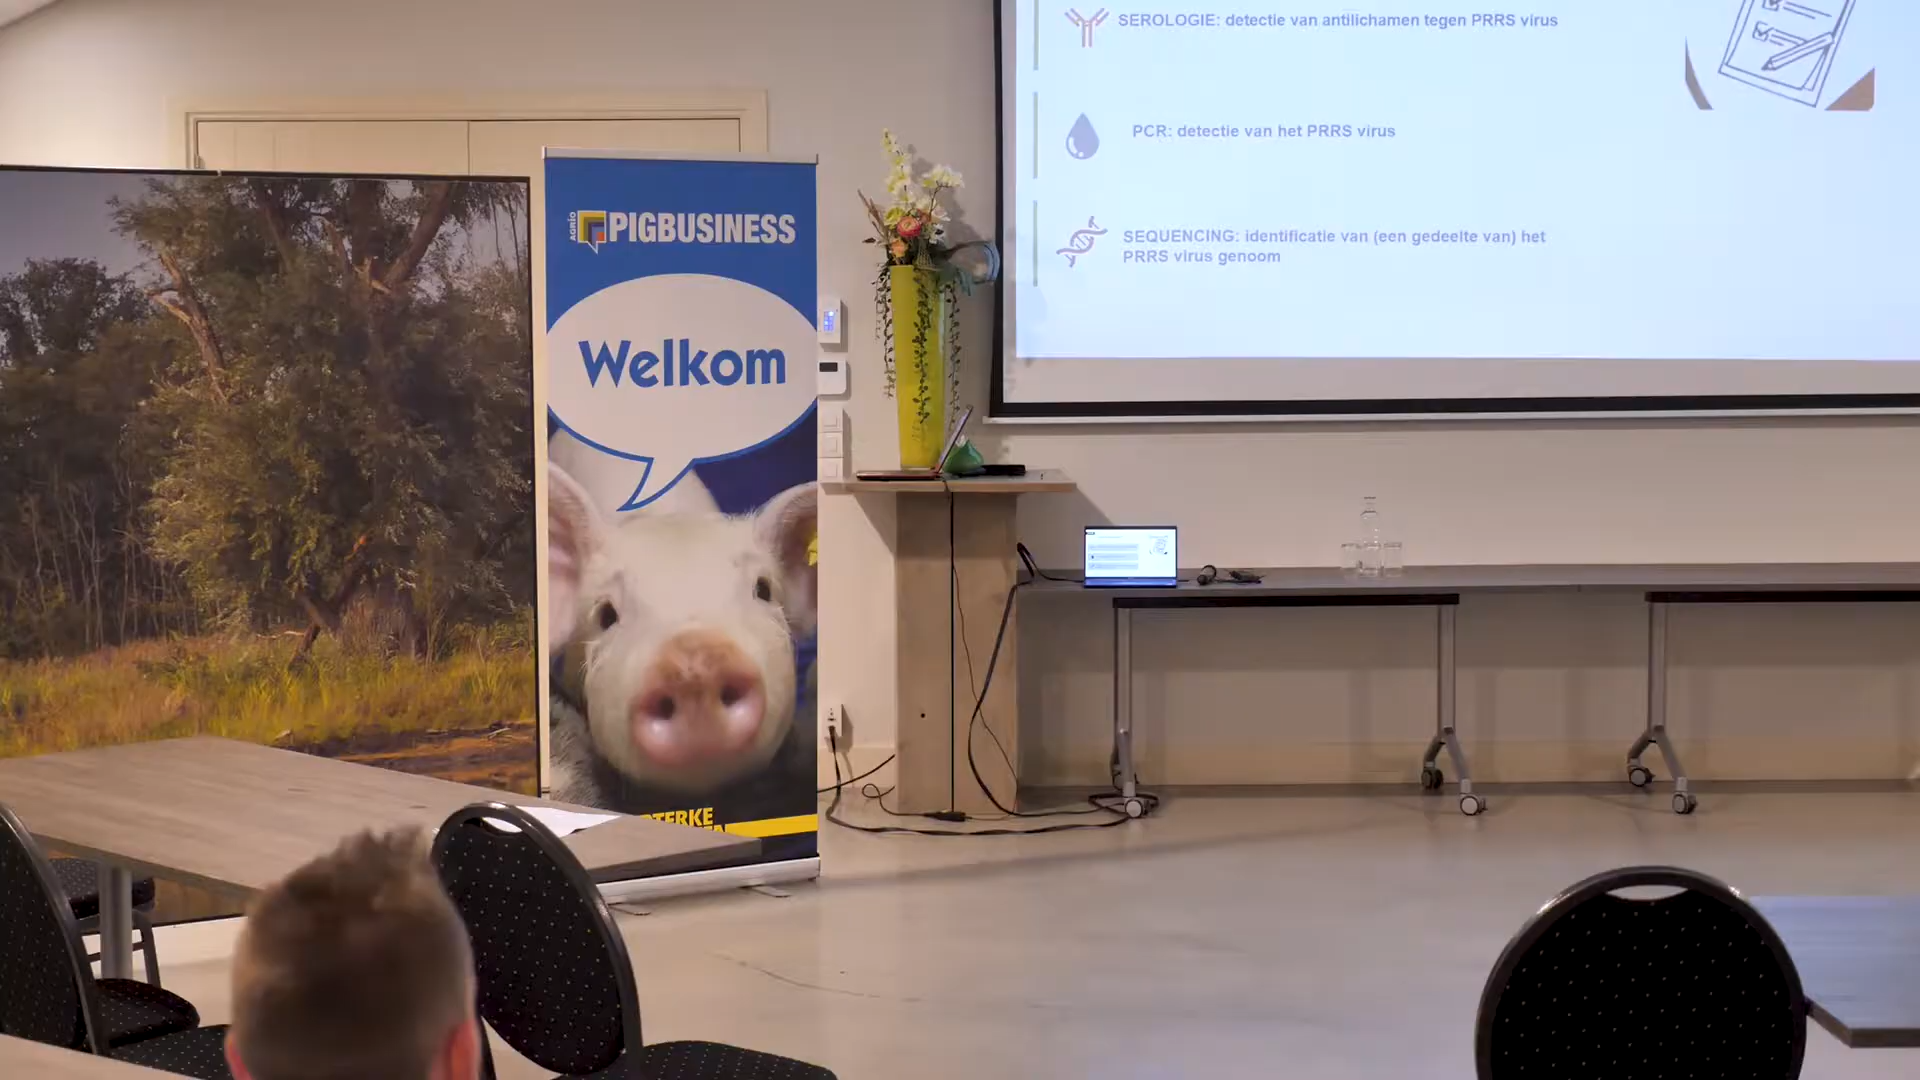 SEROLOGIE: detectie van antilichamen tegen PRRS virus
PCR: detectie van het PRRS virus
SEQUENCING: identificatie van (een gedeelte van) het
PRRS virus genoom
AGRIO
PIGBUSINESS
Welkom